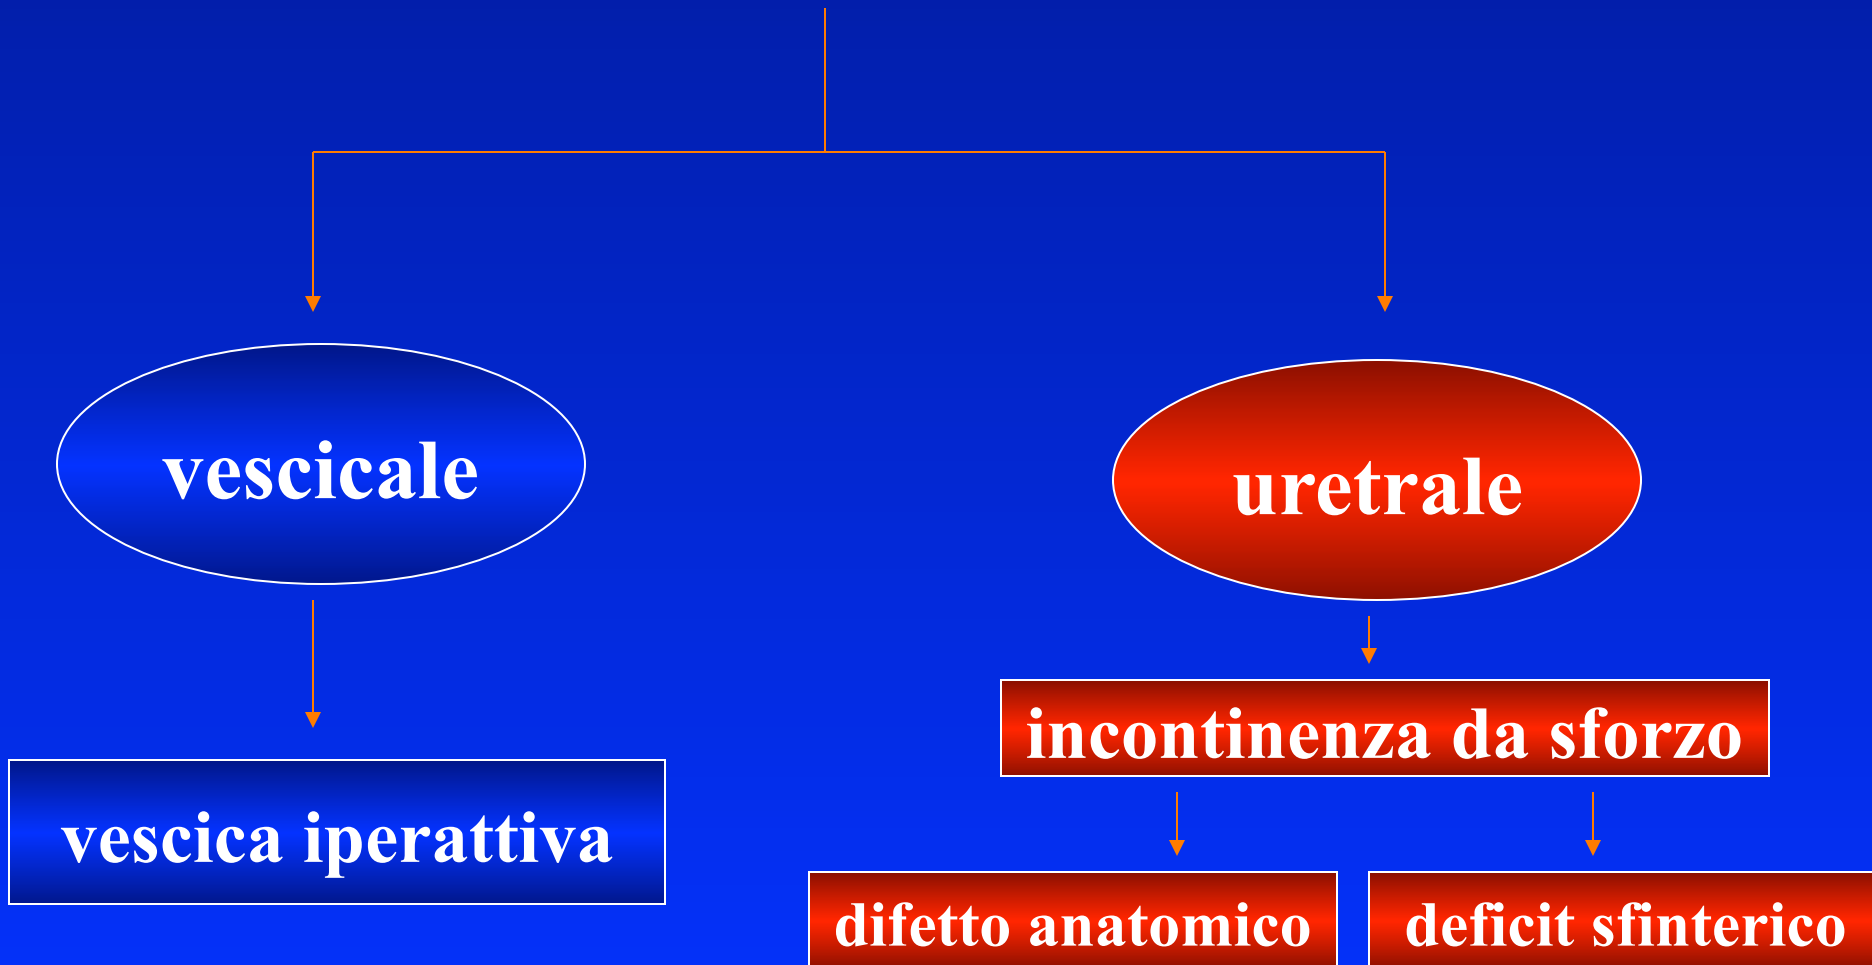 vescicale
uretrale
incontinenza da sforzo
vescica iperattiva
difetto anatomico
deficit sfinterico